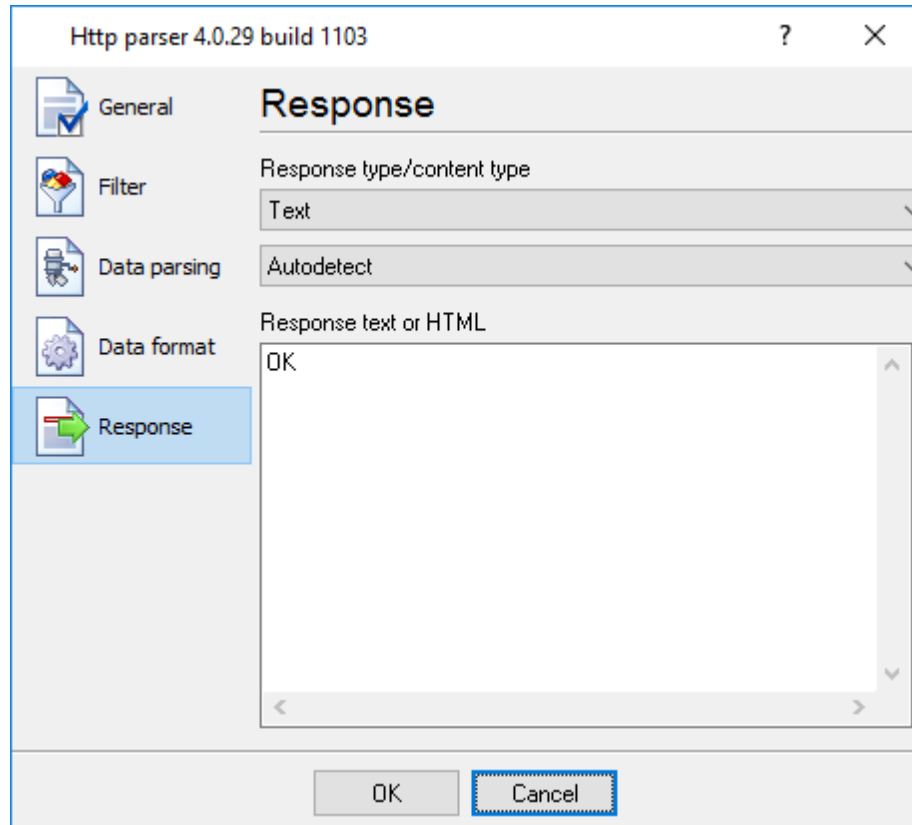 Http parser 4.0.29 build 1103
?
General
Filter
Data parsing
Data format
Response
Response
Response type/content type
Text
Autodetect
Response text or HTML
OK
OK
Cancel